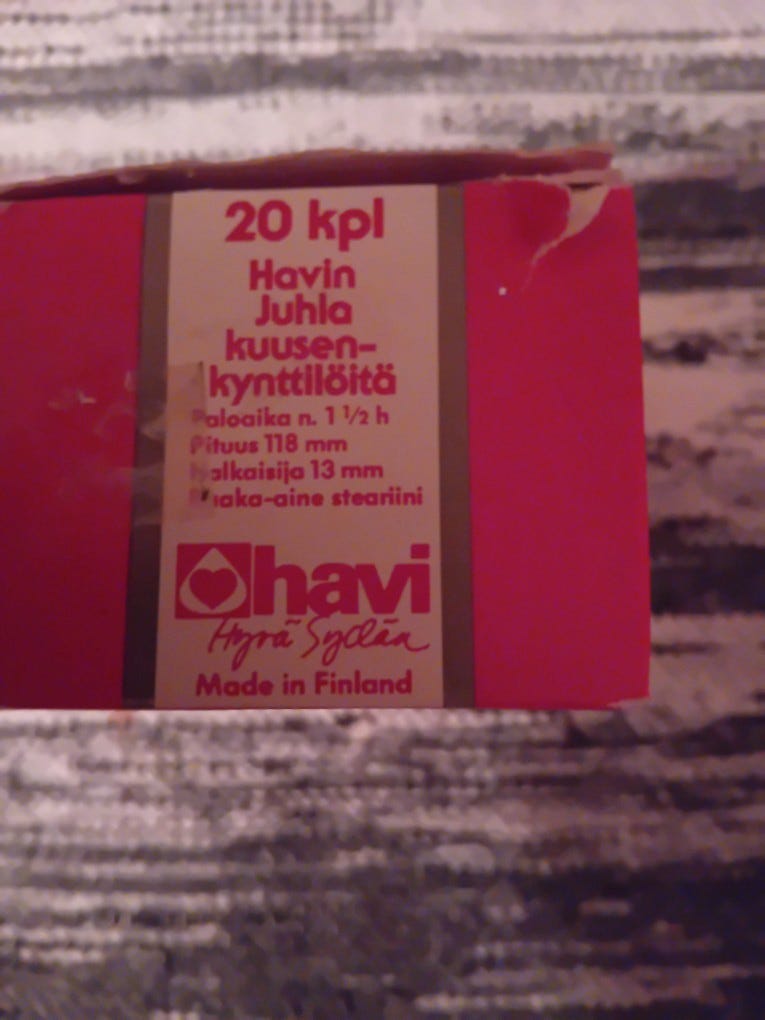 20 kpl
Havin
Juhla
kuusen-
kynttilöitä
Paloaika n. 1 1/2 h
Pituus 118 mm
Halkaisija 13 mm
Raaka-aine steariini
havi
Hyvä Sydän
Made in Finland